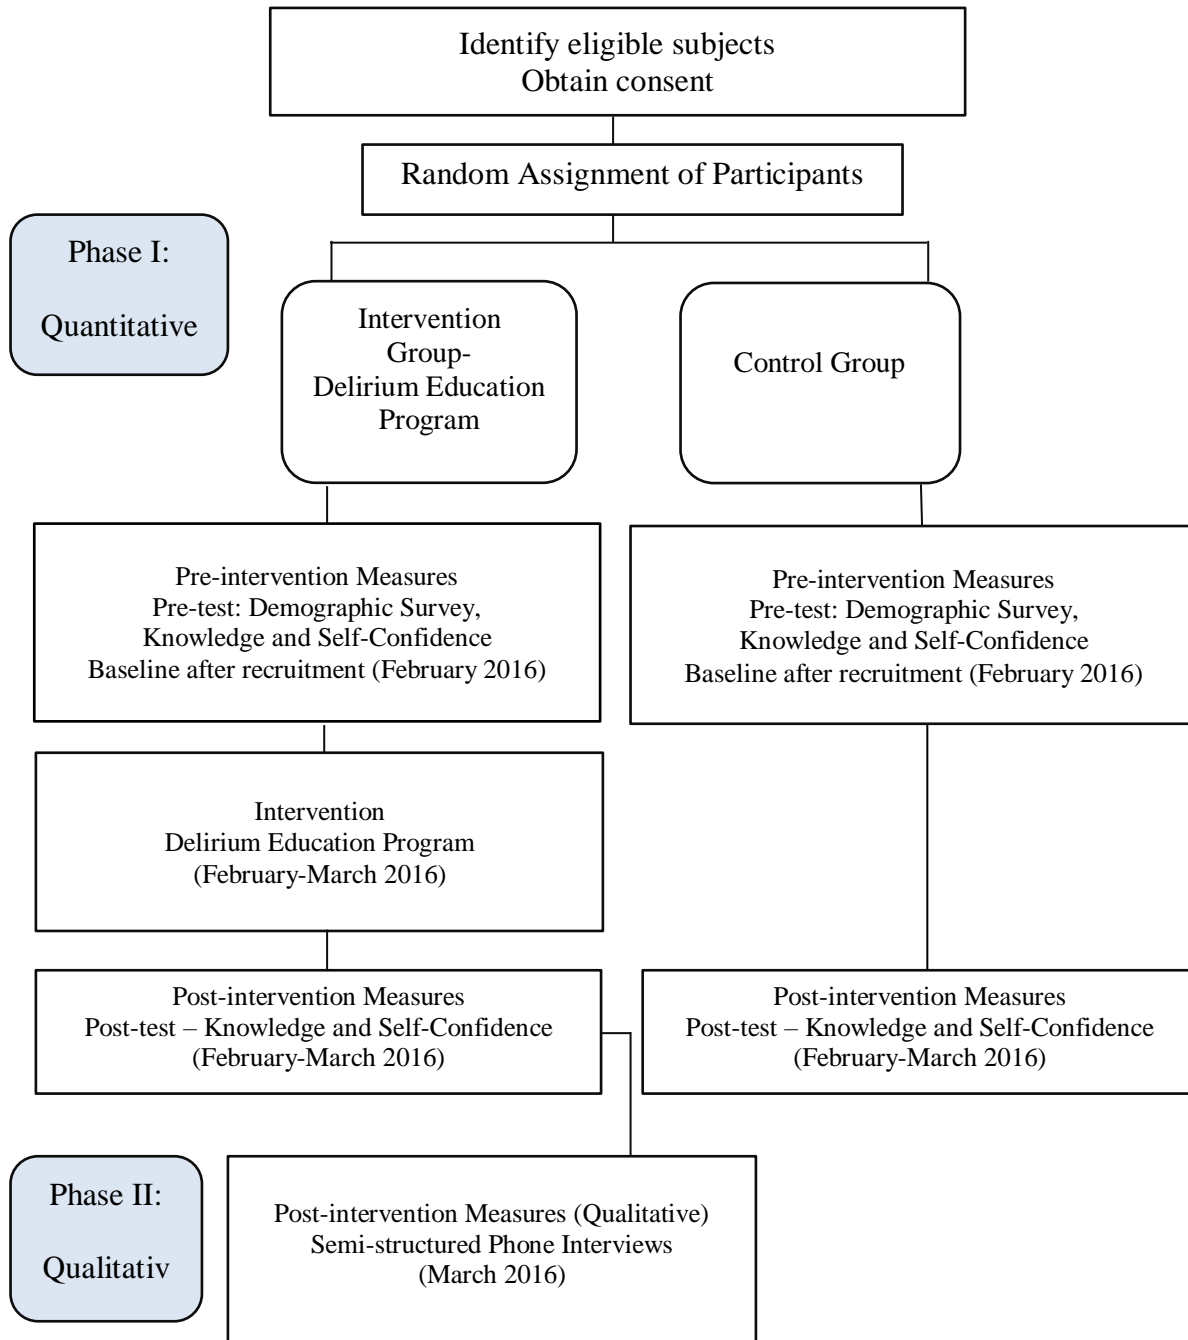 Identify eligible subjects
Obtain consent
Random Assignment of Participants
Phase I:
Quantitative
Intervention
Group-
Delirium Education
Program
Control Group
Pre-intervention Measures
Pre-test: Demographic Survey,
Knowledge and Self-Confidence
Baseline after recruitment (February 2016)
Pre-intervention Measures
Pre-test: Demographic Survey,
Knowledge and Self-Confidence
Baseline after recruitment (February 2016)
Intervention
Delirium Education Program
(February-March 2016)
Post-intervention Measures
Post-test – Knowledge and Self-Confidence
(February-March 2016)
Post-intervention Measures
Post-test – Knowledge and Self-Confidence
(February-March 2016)
Phase II:
Qualitativ
Post-intervention Measures (Qualitative)
Semi-structured Phone Interviews
(March 2016)